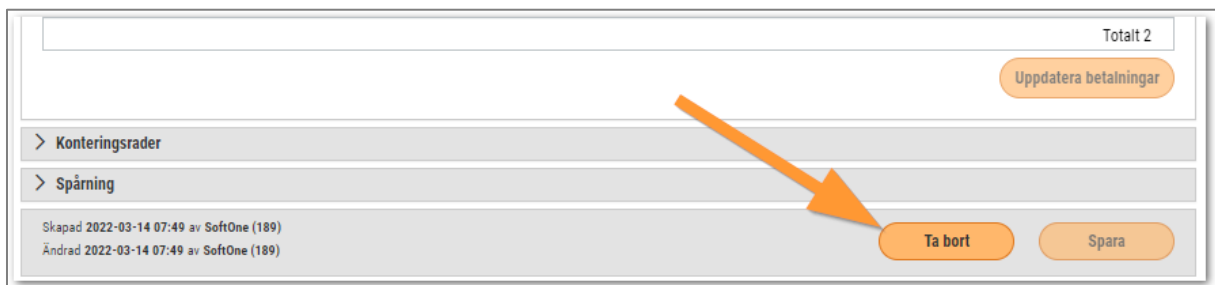 Totalt 2
Uppdatera betalningar
Konteringsrader
Spårning
Skapad 2022-03-14 07:49 av SoftOne (189)
Ändrad 2022-03-14 07:49 av SoftOne (189)
Ta bort
Spara